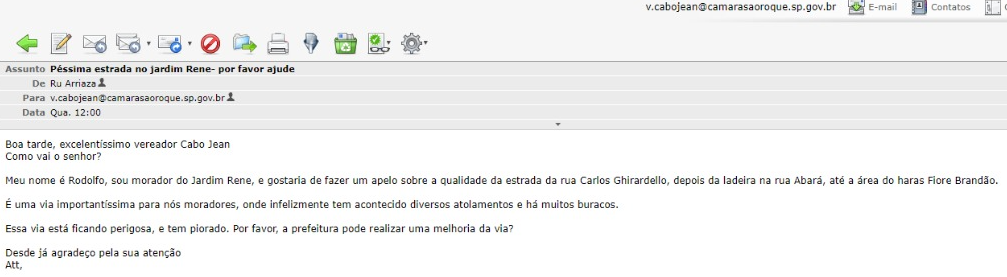 v.cabojean@camarasaoroque.sp.gov.br E-mail Contatos
Assunto Péssima estrada no jardim Rene- por favor ajude
De Ru Arriaza
Para v.cabojean@camarasaoroque.sp.gov.br
Data Qua. 12:00
Boa tarde, excelentíssimo vereador Cabo Jean
Como vai o senhor?
Meu nome é Rodolfo, sou morador do Jardim Rene, e gostaria de fazer um apelo sobre a qualidade da estrada da rua Carlos Ghirardello, depois da ladeira na rua Abará, até a área do haras Fiore Brandão.
É uma via importantíssima para nós moradores, onde infelizmente tem acontecido diversos atolamentos e há muitos buracos.
Essa via está ficando perigosa, e tem piorado. Por favor, a prefeitura pode realizar uma melhoria da via?
Desde já agradeço pela sua atenção
Att,